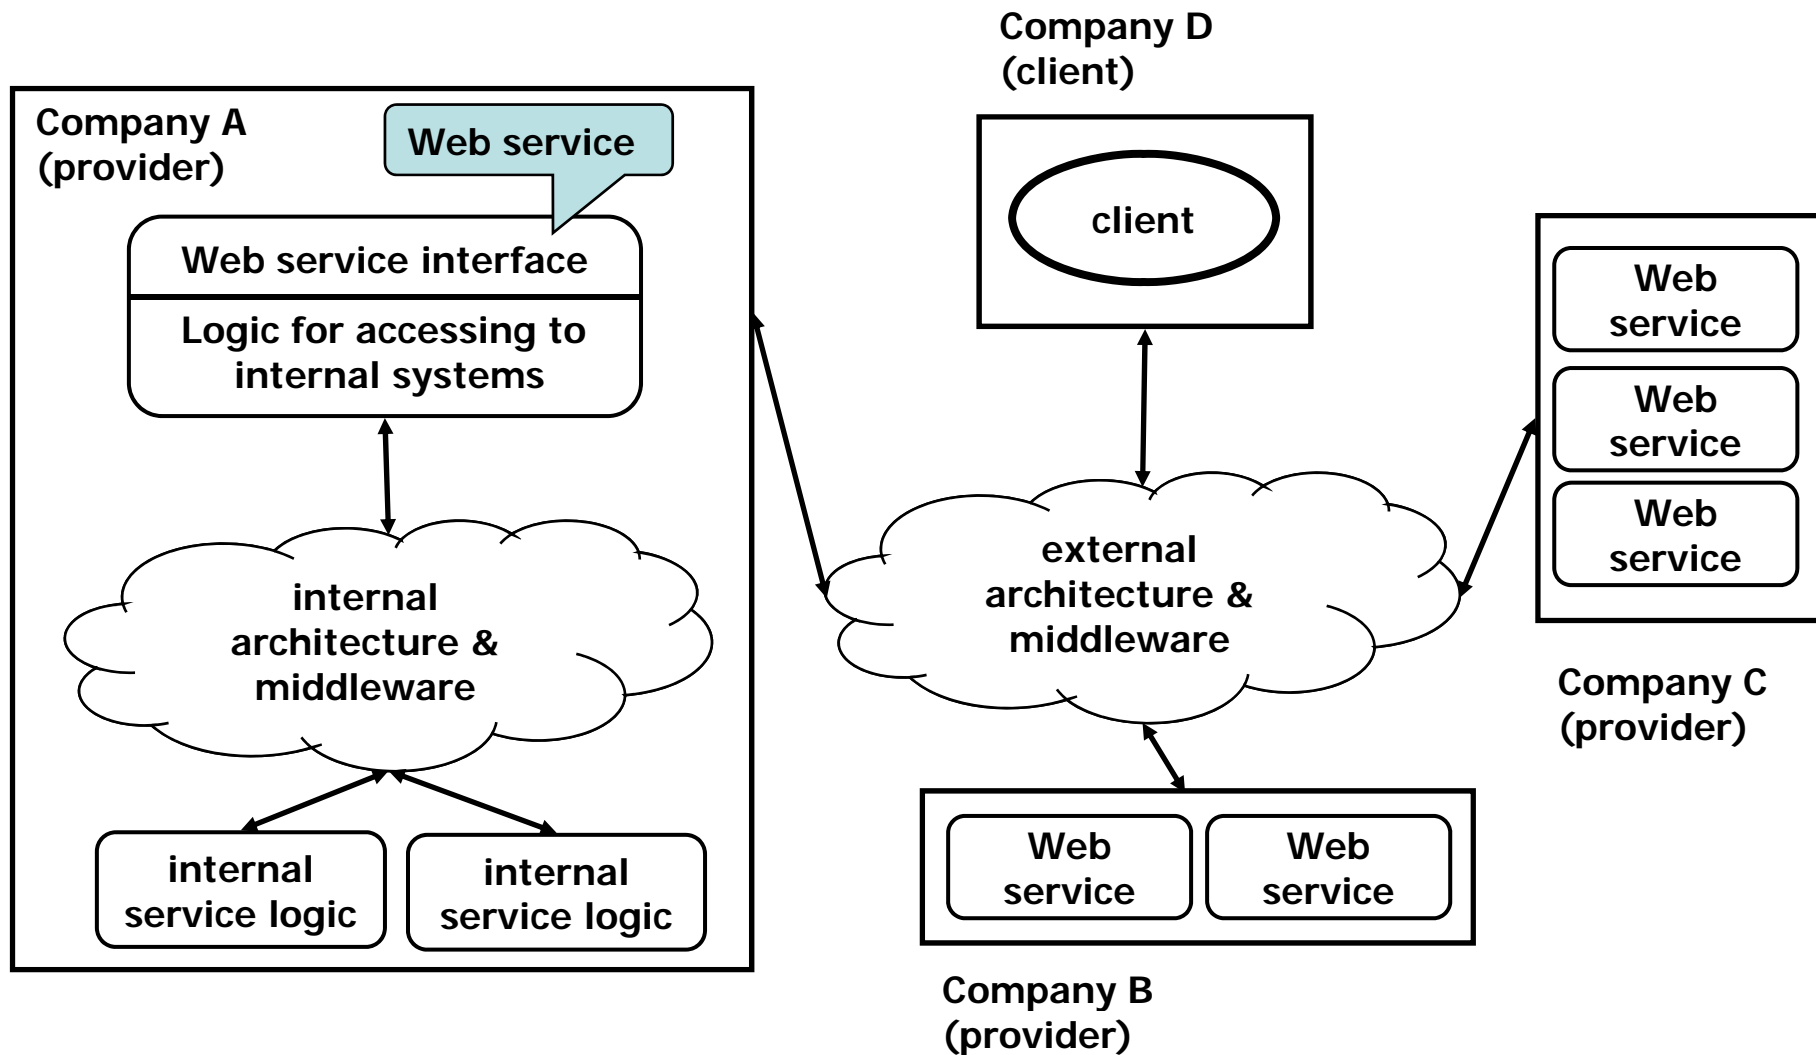 Company D
(client)
Company A
(provider)
Web service
Web service interface
Logic for accessing to
internal systems
internal
architecture &
middleware
internal
service logic
internal
service logic
client
external
architecture &
middleware
Web
service
Web
service
Web
service
Company C
(provider)
Web
service
Web
service
Company B
(provider)